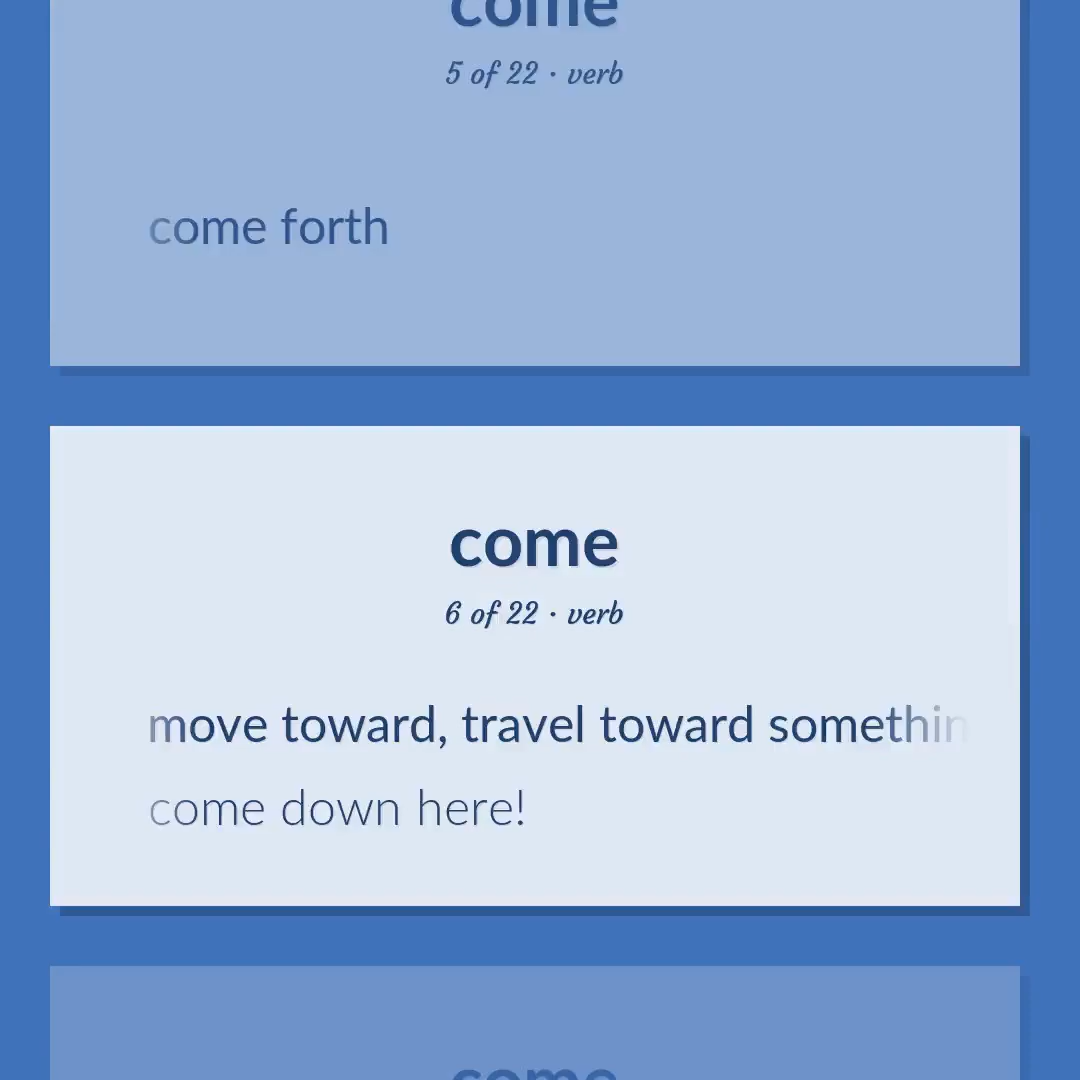 come
5 of 22 · verb
come forth
come
6 of 22 · verb
move toward, travel toward somethin
come down here!
come